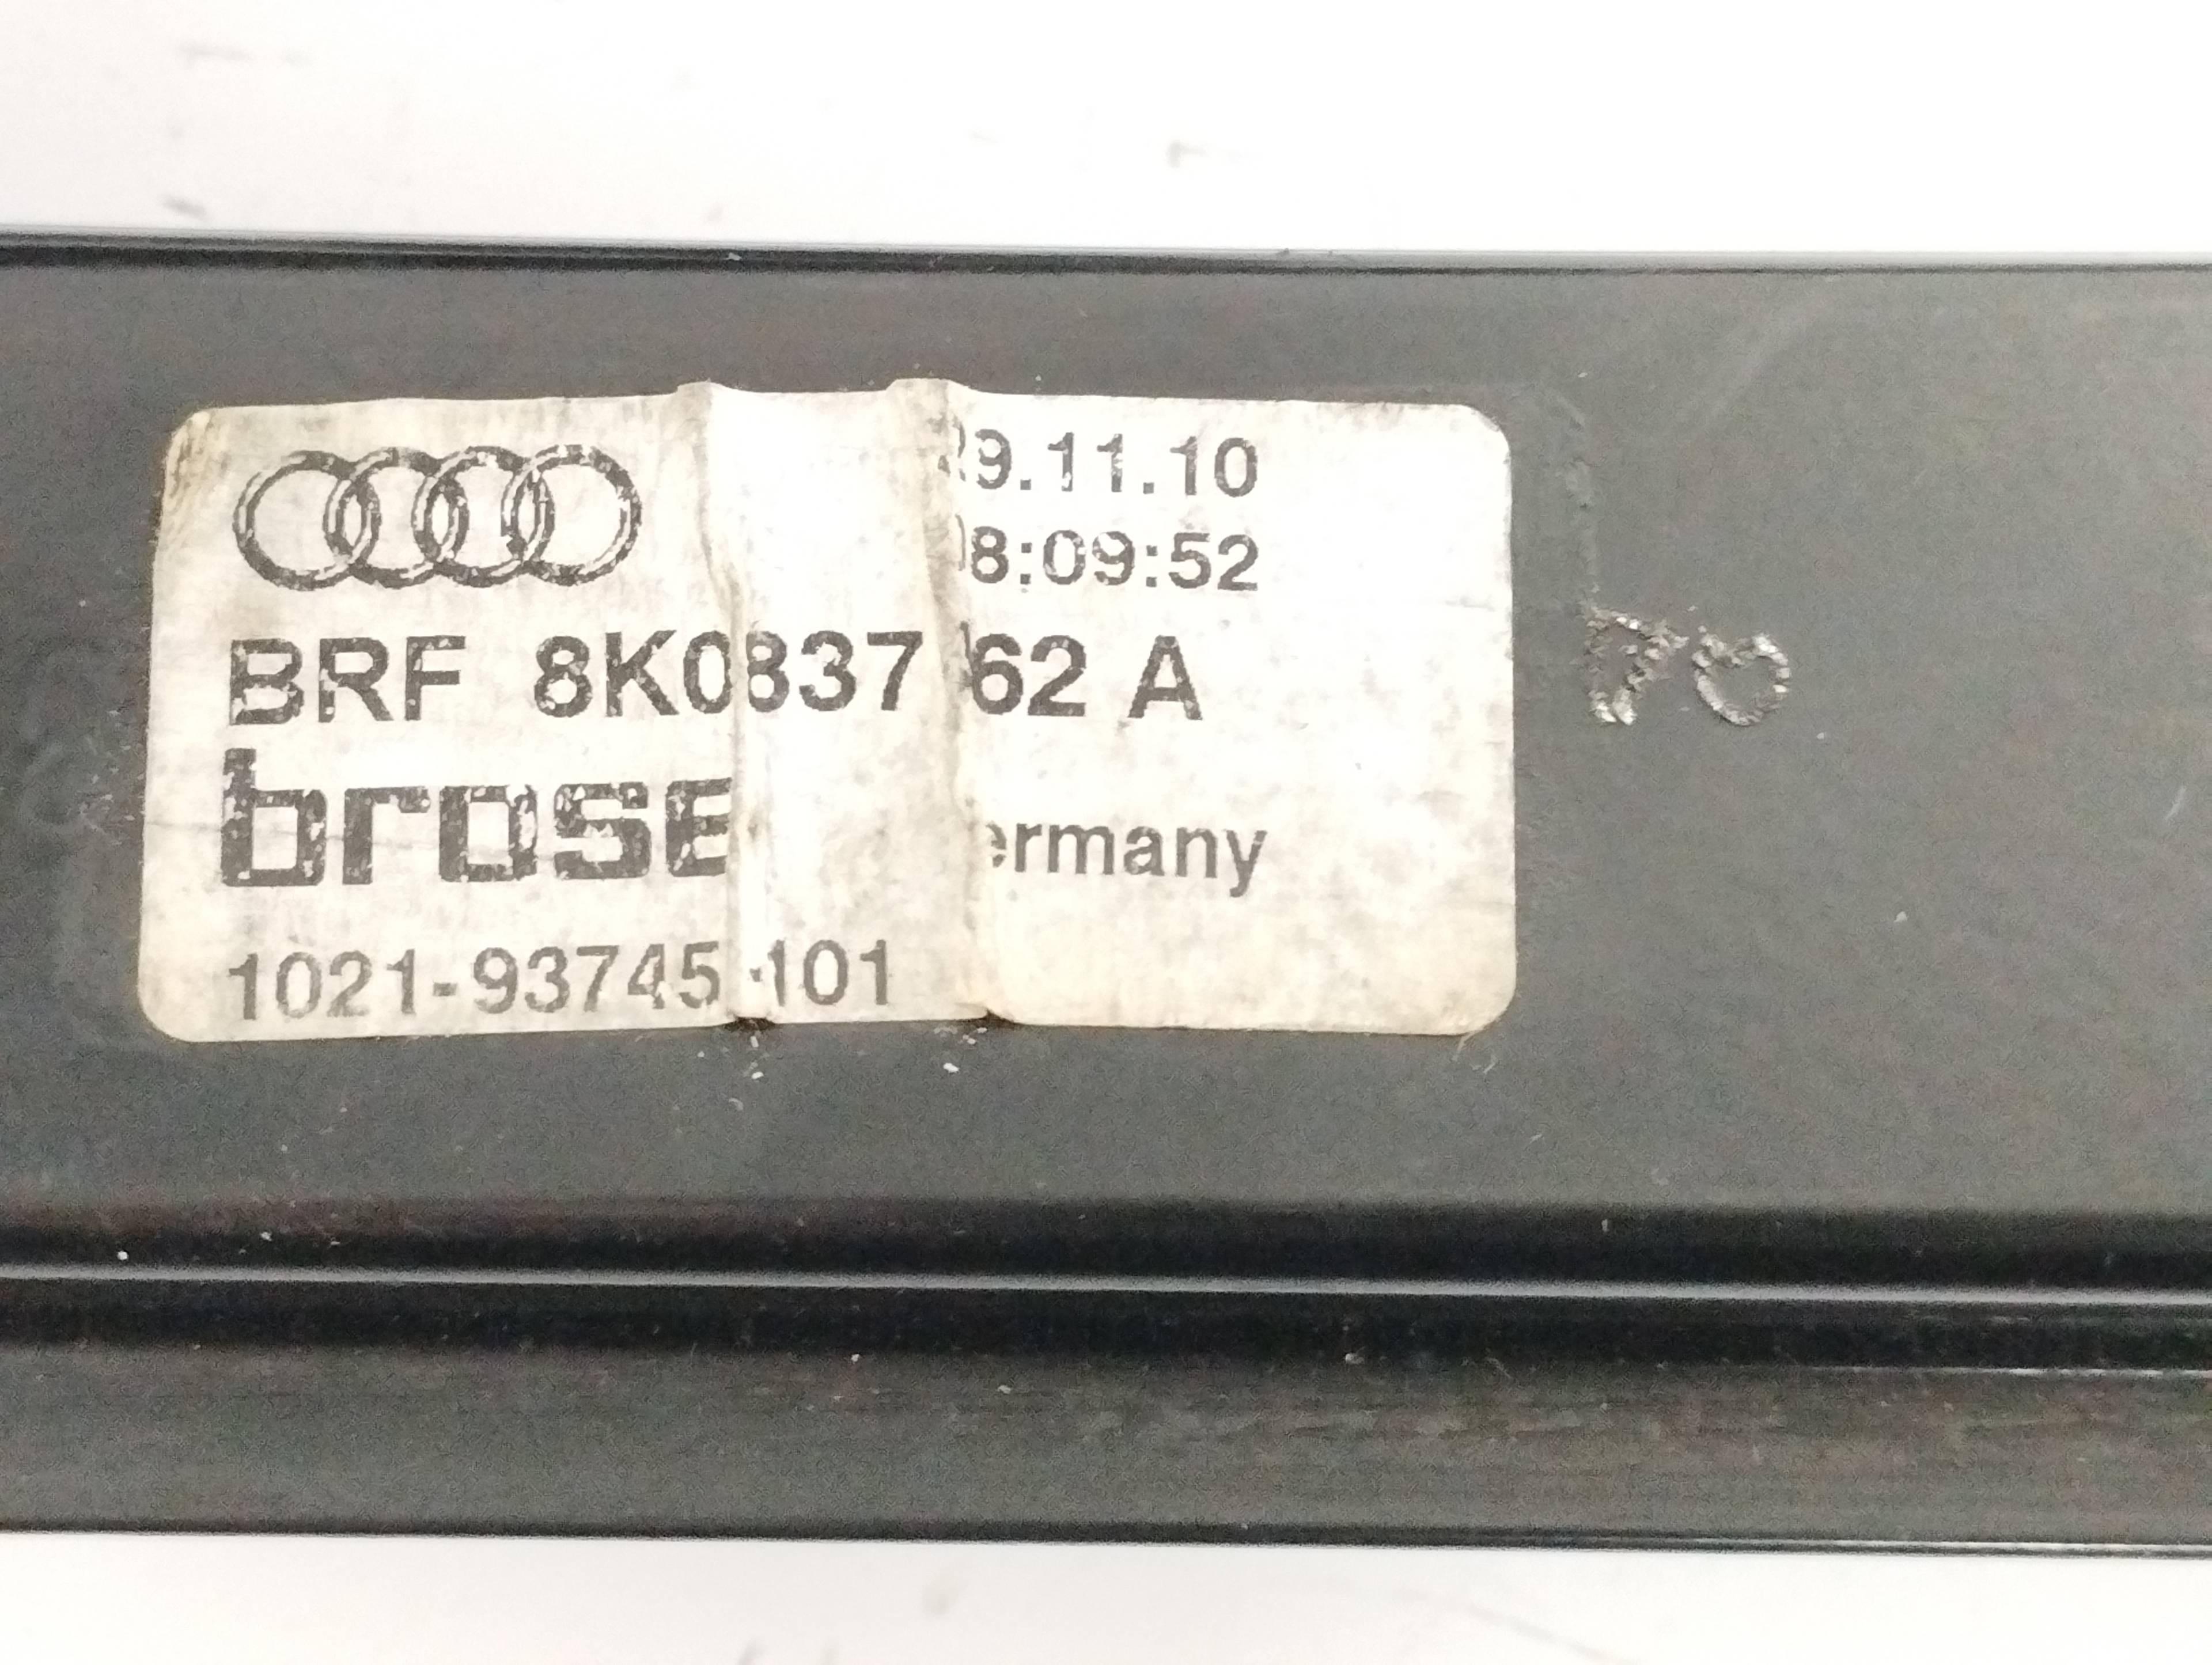 9.11.10
8:09:52
BRF 8K0837 62 A
brose
ermany
1021-93745-101